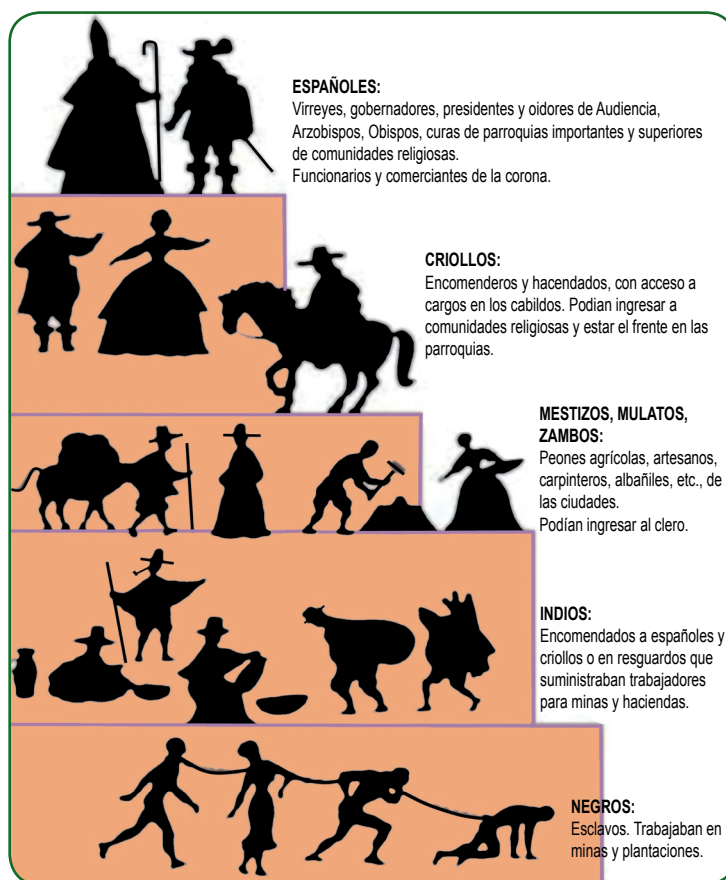 ESPAÑOLES:
Virreyes, gobernadores, presidentes y oidores de Audiencia,
Arzobispos, Obispos, curas de parroquias importantes y superiores
de comunidades religiosas.
Funcionarios y comerciantes de la corona.
CRIOLLOS:
Encomenderos y hacendados, con acceso a
cargos en los cabildos. Podian ingresar a
comunidades religiosas y estar el frente en las
parroquias.
MESTIZOS, MULATOS,
ZAMBOS:
Peones agrícolas, artesanos,
carpinteros, albañiles, etc., de
las ciudades.
Podían ingresar al clero.
INDIOS:
Encomendados a españoles y
criollos o en resguardos que
suministraban trabajadores
para minas y haciendas.
NEGROS:
Esclavos. Trabajaban en
minas y plantaciones.